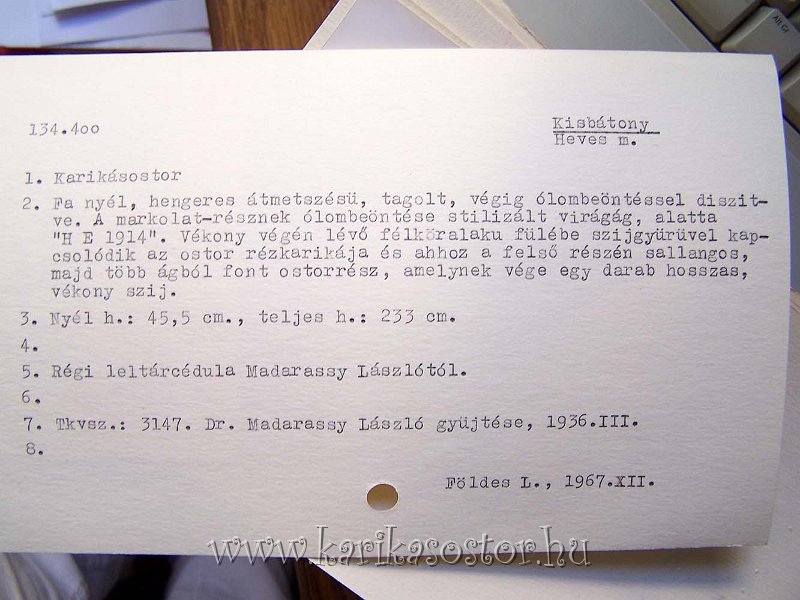 134.400
Kisbátony
Heves m.
1. Karikásostor
2. Fa nyél, hengeres átmetszésü, tagolt, végig ólombeöntéssel diszit-
ve. A markolat-résznek ólombeöntése stilizált virágág, alatta
"H E 1914". Vékony végén lévő félköralaku fülébe szijgyürüvel kap-
csolódik az ostor rézkarikája és ahhoz a felső részén sallangos,
majd több ágból font ostorrész, amelynek vége egy darab hosszas,
vékony szij.
3. Nyél h.: 45,5 cm., teljes h.: 233 cm.
4.
5. Régi leltárcédula Madarassy Lászlótól.
6.
7. Tkvsz.: 3147. Dr. Madarassy László gyüjtése, 1936.III.
8.
Földes L., 1967.XII.
www.karikasostor.hu
Alt Gr